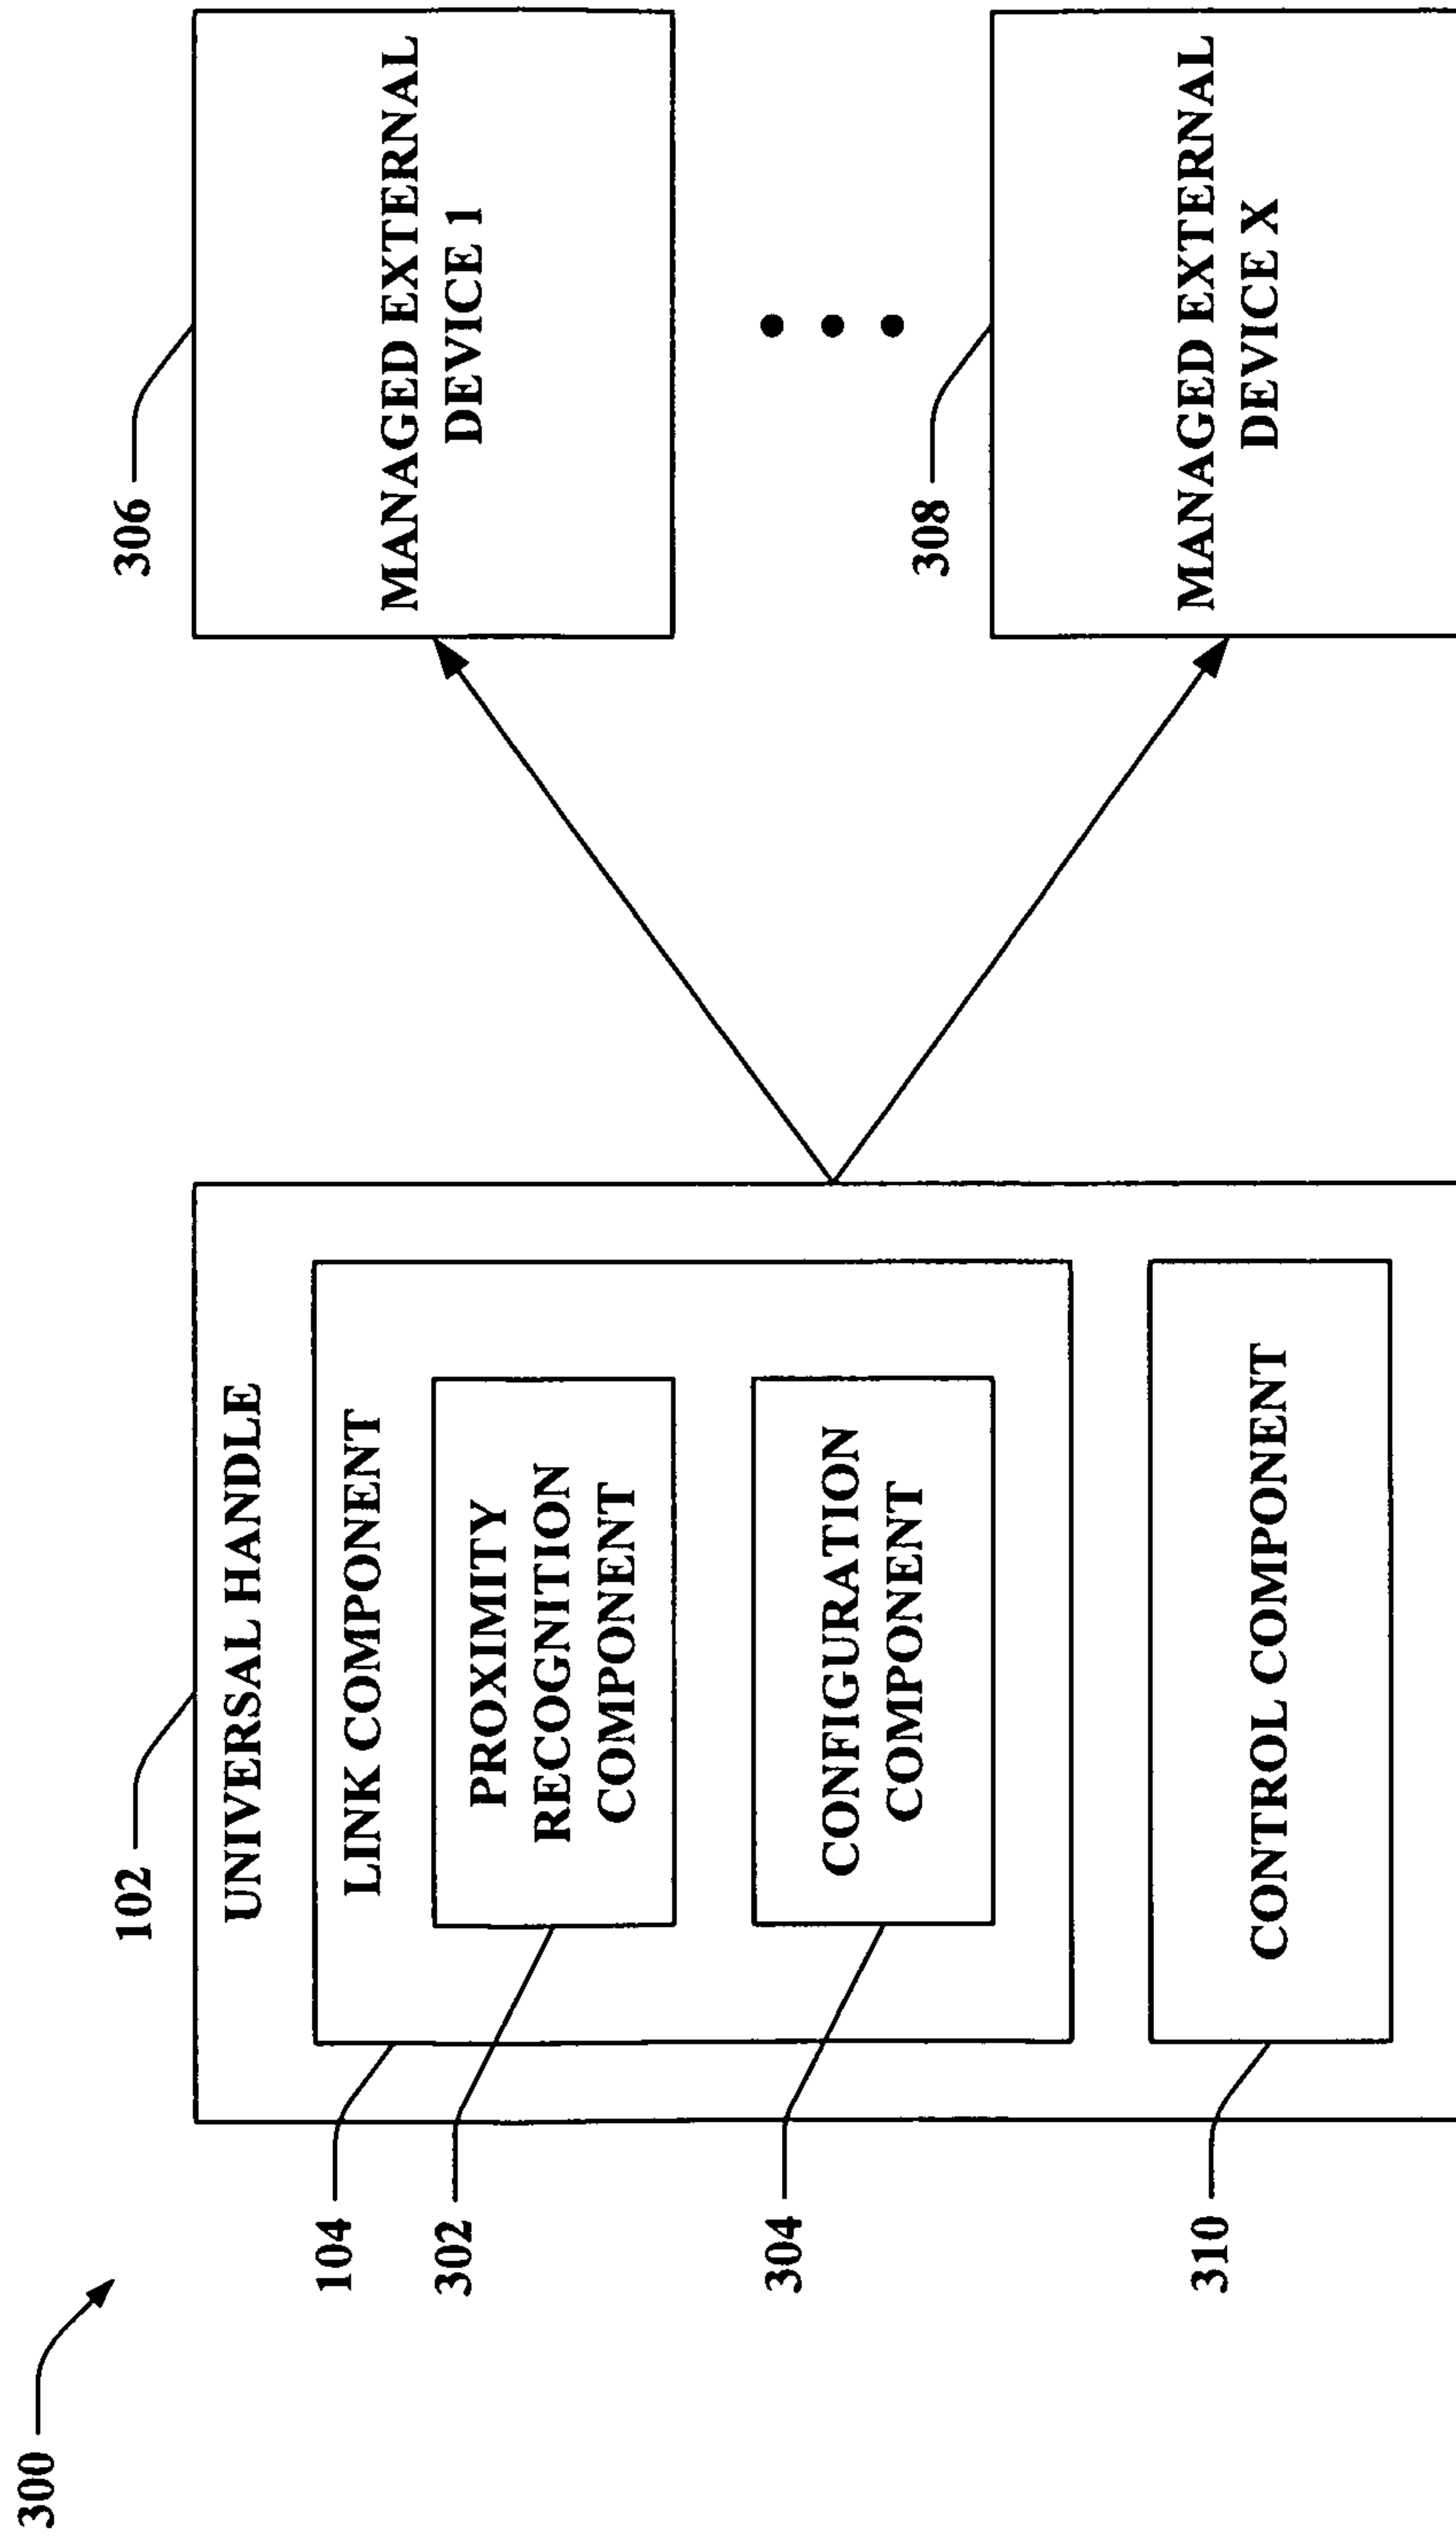 300
102
UNIVERSAL HANDLE
104
LINK COMPONENT
302
PROXIMITY
RECOGNITION
COMPONENT
304
CONFIGURATION
COMPONENT
310
CONTROL COMPONENT
306
MANAGED EXTERNAL
DEVICE 1
308
MANAGED EXTERNAL
DEVICE X